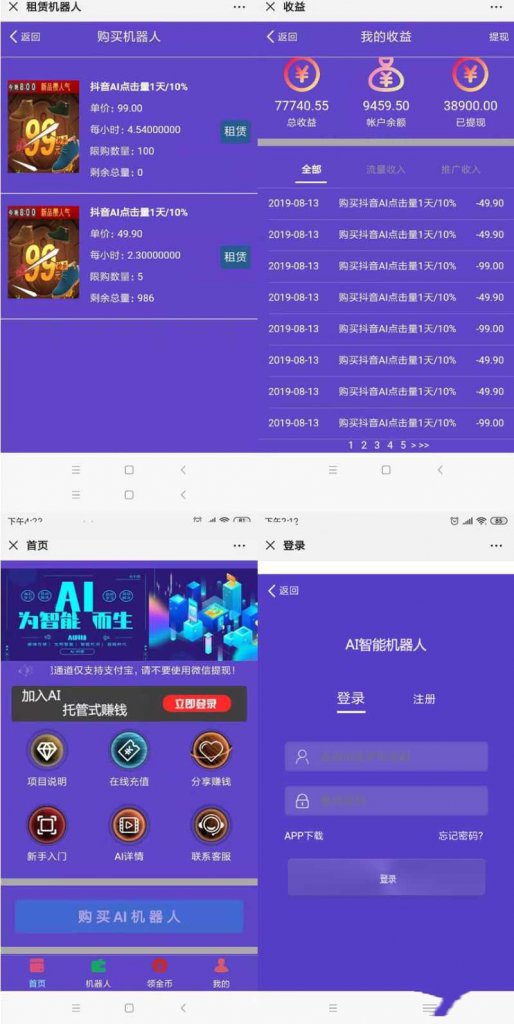 租赁机器人
返回
购买机器人
今晚8:00 新品攒人气
99
抖音AI点击量1天/10%
单价: 99.00
每小时: 4.54000000
限购数量: 100
剩余总量: 0
租赁
今晚8:00 新品攒人气
99
抖音AI点击量1天/10%
单价: 49.90
每小时: 2.30000000
限购数量: 5
剩余总量: 986
租赁
收益
返回
我的收益
提现
77740.55
总收益
9459.50
帐户余额
38900.00
已提现
全部
流量收入
推广收入
2019-08-13 购买抖音AI点击量1天/10% -49.90
2019-08-13 购买抖音AI点击量1天/10% -49.90
2019-08-13 购买抖音AI点击量1天/10% -99.00
2019-08-13 购买抖音AI点击量1天/10% -49.90
2019-08-13 购买抖音AI点击量1天/10% -99.00
2019-08-13 购买抖音AI点击量1天/10% -49.90
2019-08-13 购买抖音AI点击量1天/10% -49.90
2019-08-13 购买抖音AI点击量1天/10% -99.00
1 2 3 4 5 > >>
下午4:22
81
首页
AI
为智能 而生
通道仅支持支付宝, 请不要使用微信提现!
加入AI
托管式赚钱
立即登录
项目说明
在线充值
分享赚钱
新手入门
AI详情
联系客服
购买AI机器人
首页
机器人
领金币
我的
下午2:12
85
登录
返回
AI智能机器人
登录
注册
APP下载
忘记密码?
登录